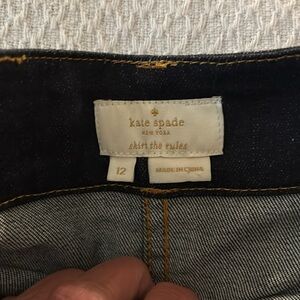 kate spade
NEW YORK
skirt the rules
12
MADE IN CHINA